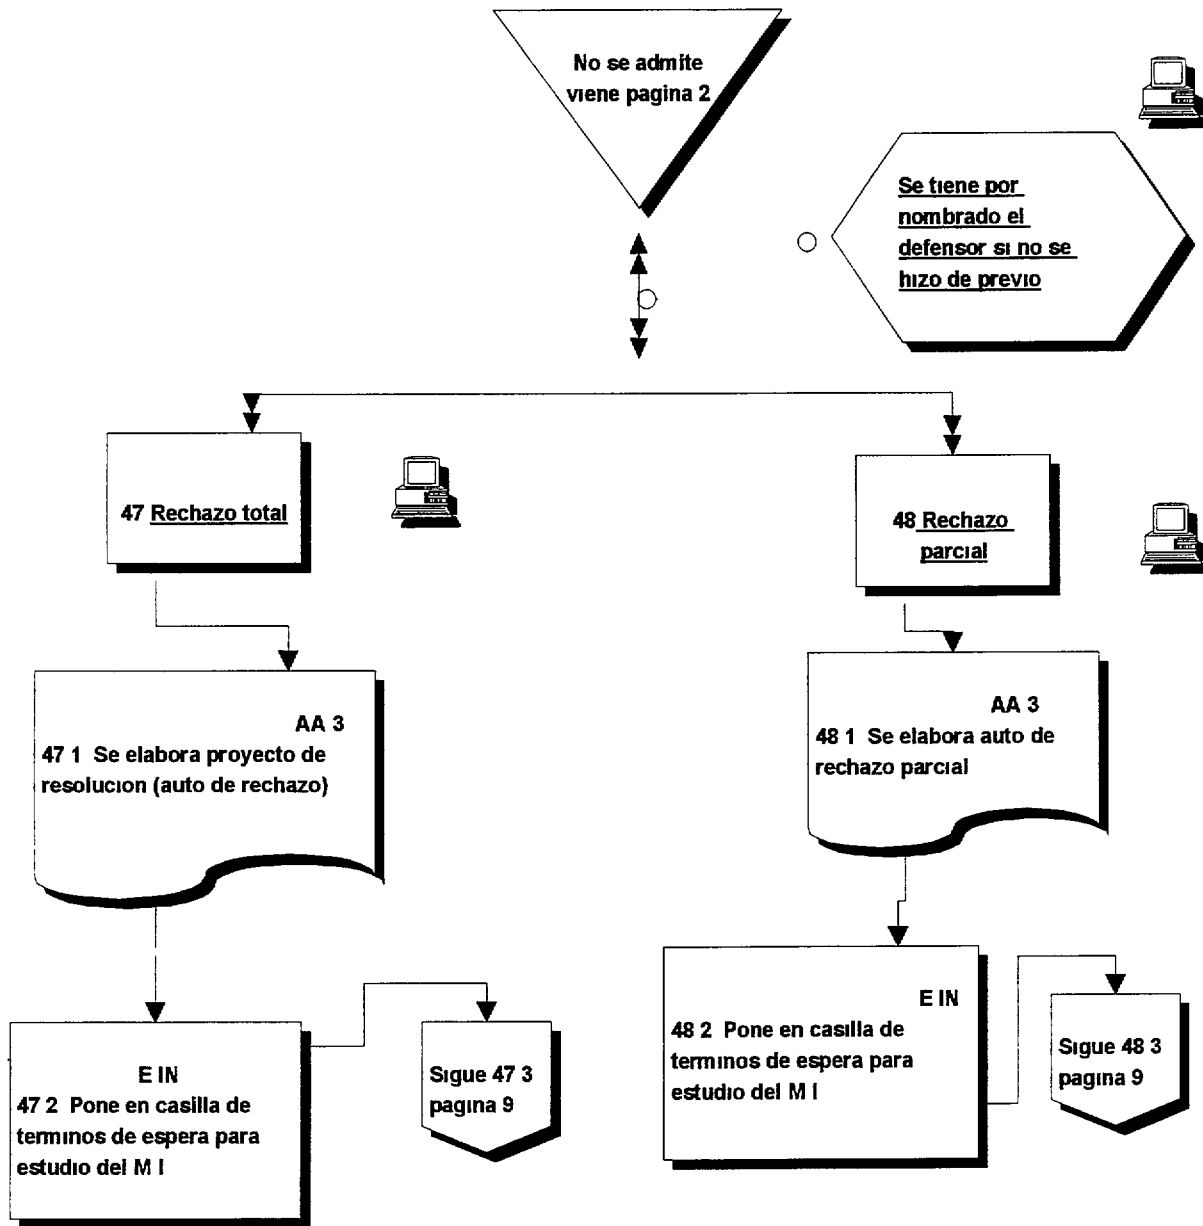 No se admite
viene pagina 2
Se tiene por
nombrado el
defensor si no se
hizo de previo
47 Rechazo total
48 Rechazo
parcial
AA 3
47 1 Se elabora proyecto de
resolucion (auto de rechazo)
AA 3
48 1 Se elabora auto de
rechazo parcial
E IN
47 2 Pone en casilla de
terminos de espera para
estudio del M I
Sigue 47 3
pagina 9
E IN
48 2 Pone en casilla de
terminos de espera para
estudio del M I
Sigue 48 3
pagina 9